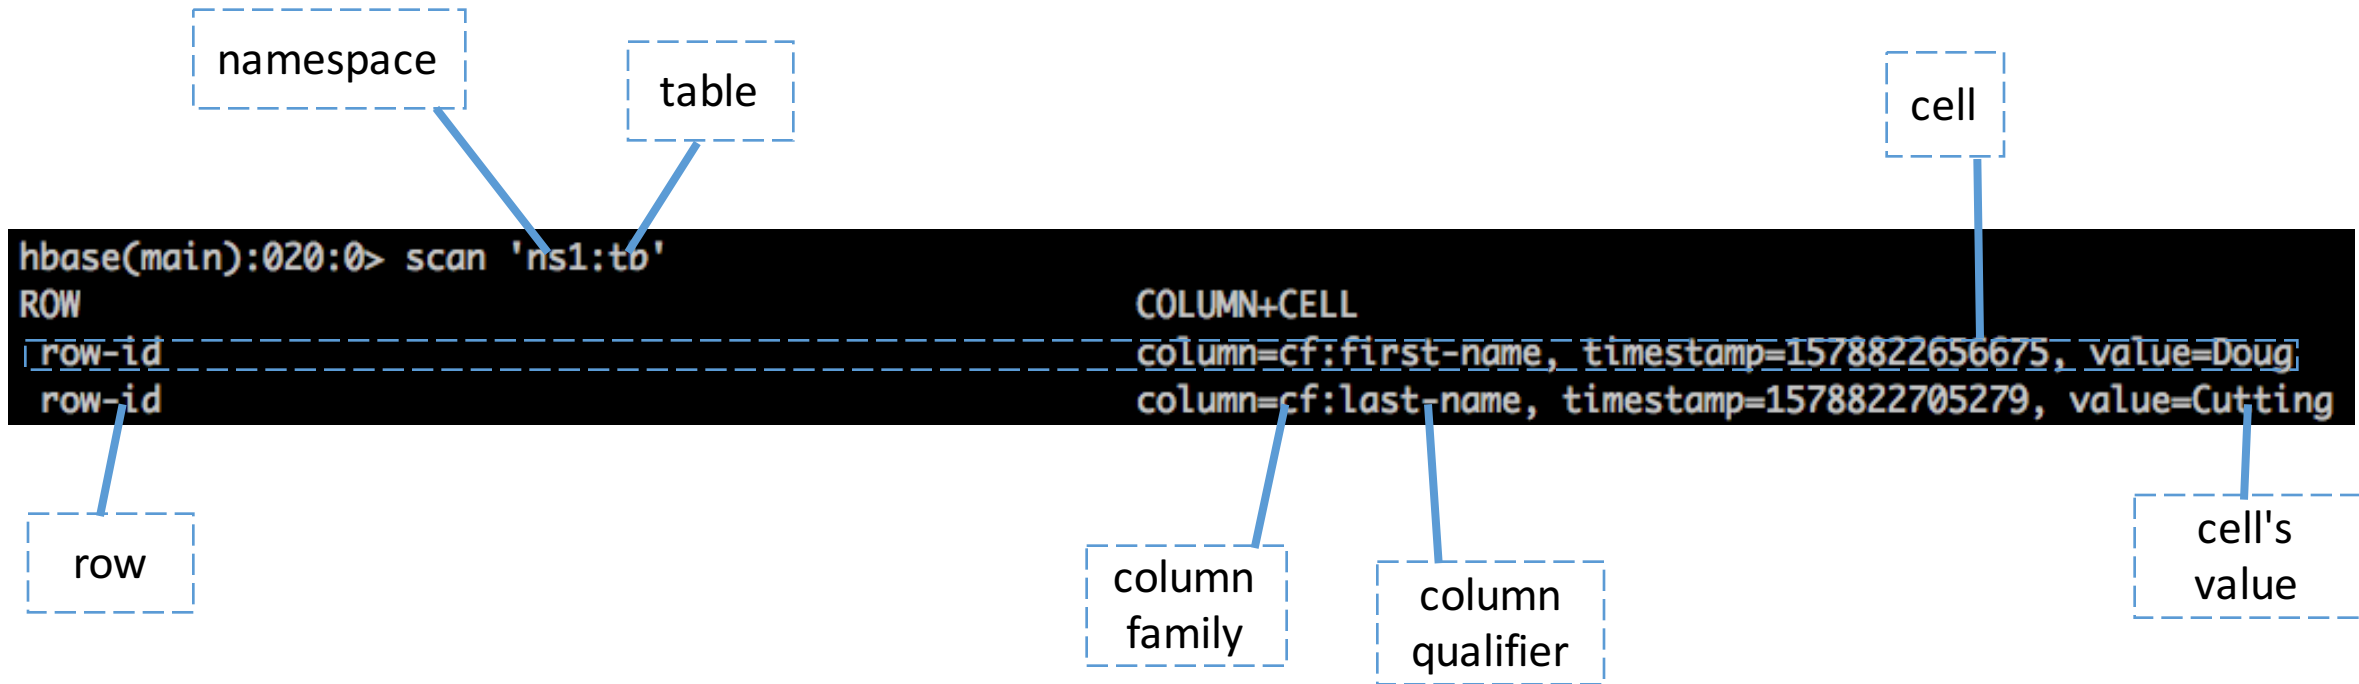 namespace
table
cell
hbase(main):020:0> scan 'ns1:tb'
ROW COLUMN+CELL
row-id column=cf:first-name, timestamp=1578822656675, value=Doug
row-id column=cf:last-name, timestamp=1578822705279, value=Cutting
row
column
family
column
qualifier
cell's
value